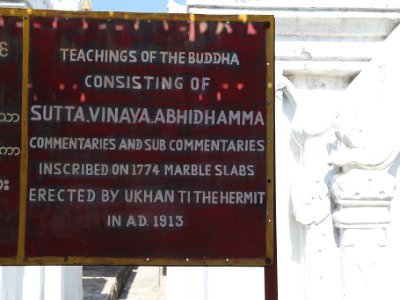 TEACHINGS OF THE BUDDHA
CONSISTING OF
SUTTA, VINAYA, ABHIDHAMMA
COMMENTARIES AND SUB COMMENTARIES
INSCRIBED ON 1774 MARBLE SLABS
ERECTED BY UKHAN TI THE HERMIT
IN A.D. 1913